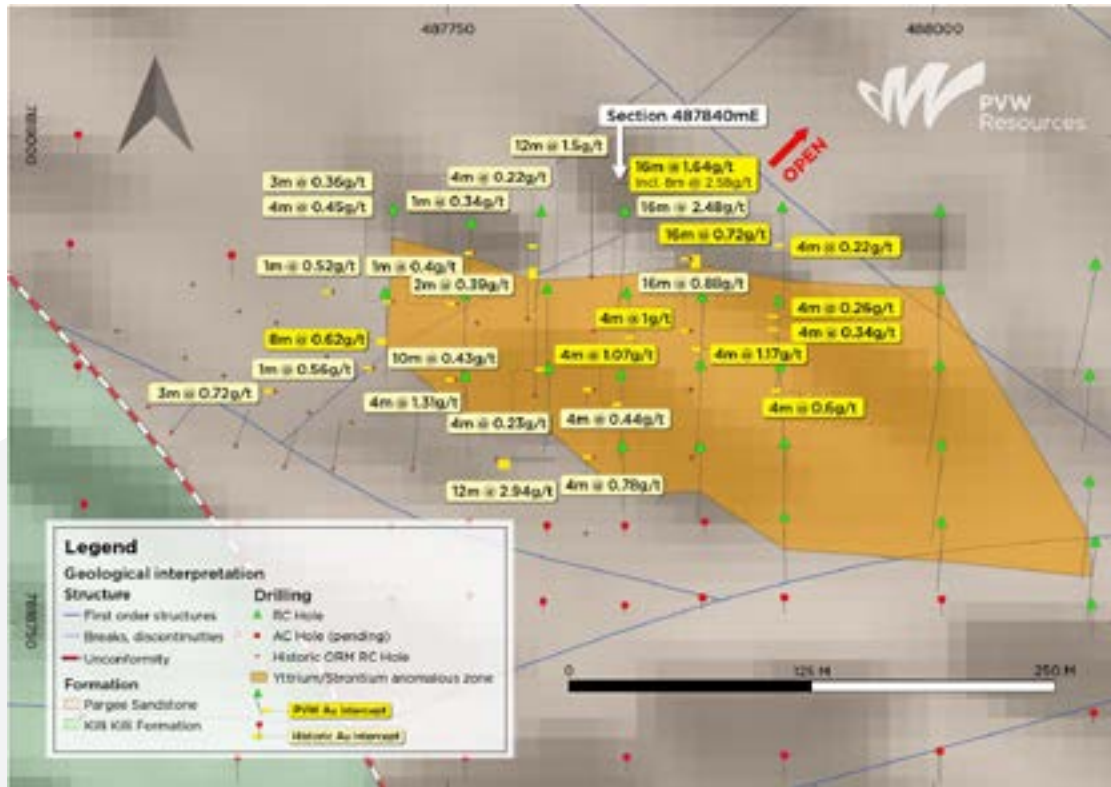 487750
488000
7619000
PVW
Resources
Section 487840mE
OPEN
12m @ 1.5g/t
16m @ 1.64g/t
Incl. 8m @ 2.58g/t
4m @ 0.22g/t
3m @ 0.36g/t
4m @ 0.45g/t
1m @ 0.34g/t
16m @ 2.48g/t
16m @ 0.72g/t
4m @ 0.22g/t
1m @ 0.52g/t
1m @ 0.4g/t
2m @ 0.39g/t
16m @ 0.88g/t
4m @ 0.26g/t
4m @ 1g/t
4m @ 0.34g/t
8m @ 0.62g/t
10m @ 0.43g/t
4m @ 1.07g/t
4m @ 1.17g/t
1m @ 0.56g/t
3m @ 0.72g/t
4m @ 1.31g/t
4m @ 0.6g/t
4m @ 0.23g/t
4m @ 0.44g/t
12m @ 2.94g/t
4m @ 0.78g/t
7618750
Legend
Geological interpretation
Structure
First order structures
Breaks, discontinuties
Unconformity
Formation
Pargee Sandstone
Killi Killi Formation
Drilling
RC Hole
AC Hole (pending)
Historic ORM RC Hole
Yttrium/Strontium anomalous zone
PVW Au Intercept
Historic Au Intercept
0
125 M
250 M